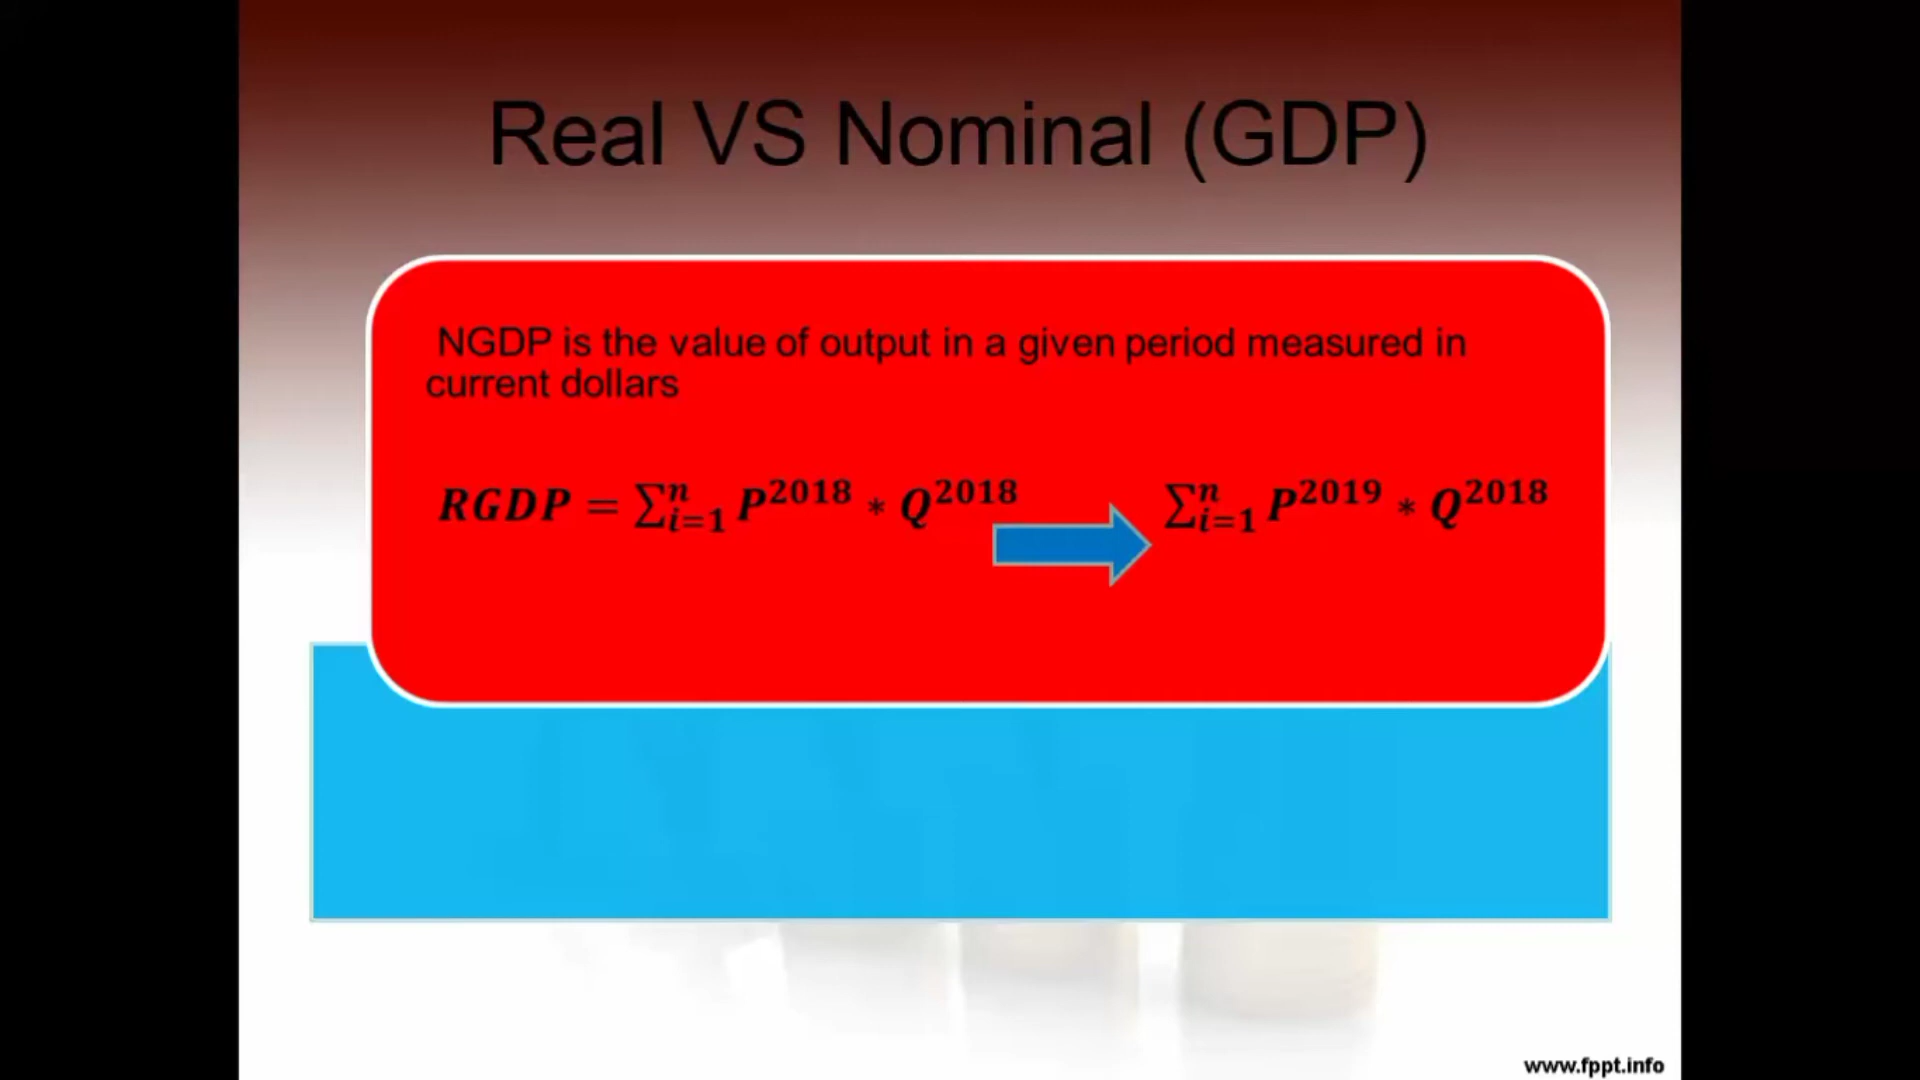 Real VS Nominal (GDP)
NGDP is the value of output in a given period measured in
current dollars
𝑹𝑮𝑫𝑷 = ∑ⁿᵢ₌₁ 𝑷²⁰¹⁸ * 𝑸²⁰¹⁸ ∑ⁿᵢ₌₁ 𝑷²⁰¹⁹ * 𝑸²⁰¹⁸
www.fppt.info